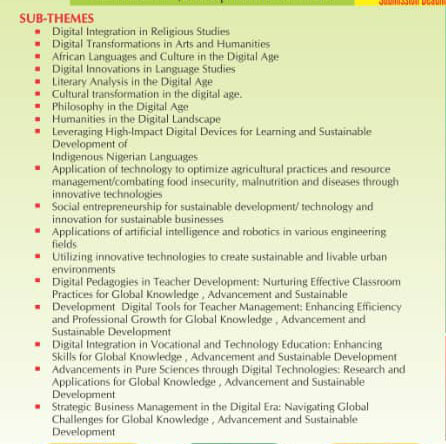 Submission Deadli
SUB-THEMES
Digital Integration in Religious Studies
Digital Transformations in Arts and Humanities
African Languages and Culture in the Digital Age
Digital Innovations in Language Studies
Literary Analysis in the Digital Age
Cultural transformation in the digital age.
Philosophy in the Digital Age
Humanities in the Digital Landscape
Leveraging High-Impact Digital Devices for Learning and Sustainable
Development of
Indigenous Nigerian Languages
Application of technology to optimize agricultural practices and resource
management/combating food insecurity, malnutrition and diseases through
innovative technologies
Social entrepreneurship for sustainable development/ technology and
innovation for sustainable businesses
Applications of artificial intelligence and robotics in various engineering
fields
Utilizing innovative technologies to create sustainable and livable urban
environments
Digital Pedagogies in Teacher Development: Nurturing Effective Classroom
Practices for Global Knowledge , Advancement and Sustainable
Development Digital Tools for Teacher Management: Enhancing Efficiency
and Professional Growth for Global Knowledge , Advancement and
Sustainable Development
Digital Integration in Vocational and Technology Education: Enhancing
Skills for Global Knowledge , Advancement and Sustainable Development
Advancements in Pure Sciences through Digital Technologies: Research and
Applications for Global Knowledge , Advancement and Sustainable
Development
Strategic Business Management in the Digital Era: Navigating Global
Challenges for Global Knowledge , Advancement and Sustainable
Development